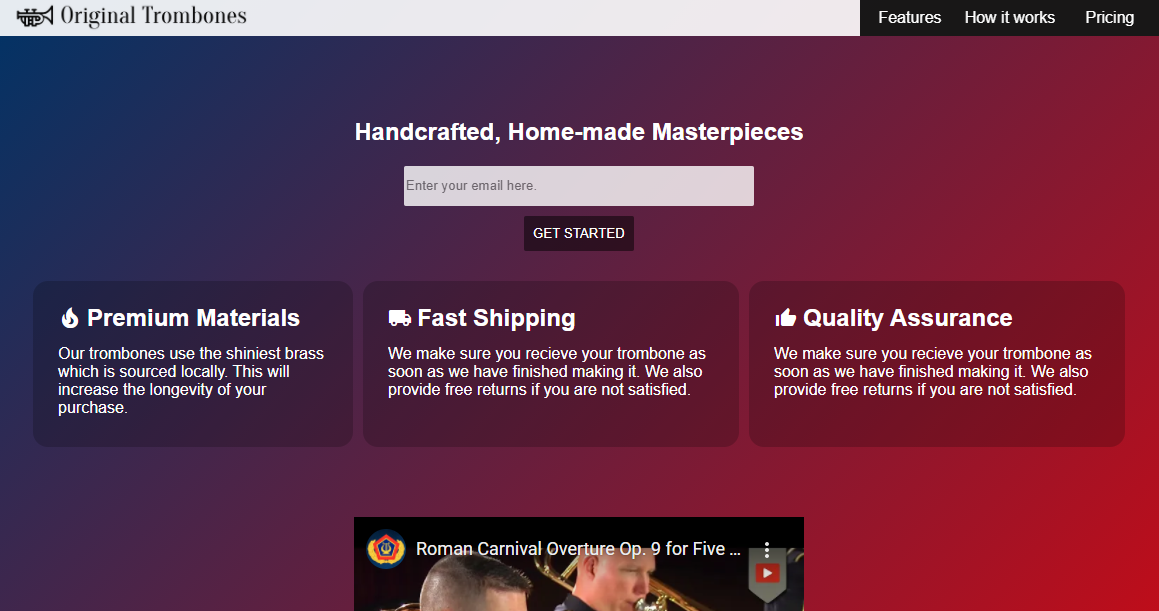 Original Trombones
Features How it works Pricing
Handcrafted, Home-made Masterpieces
Enter your email here.
GET STARTED
Premium Materials
Our trombones use the shiniest brass
which is sourced locally. This will
increase the longevity of your
purchase.
Fast Shipping
We make sure you recieve your trombone as
soon as we have finished making it. We also
provide free returns if you are not satisfied.
Quality Assurance
We make sure you recieve your trombone as
soon as we have finished making it. We also
provide free returns if you are not satisfied.
Roman Carnival Overture Op. 9 for Five ...